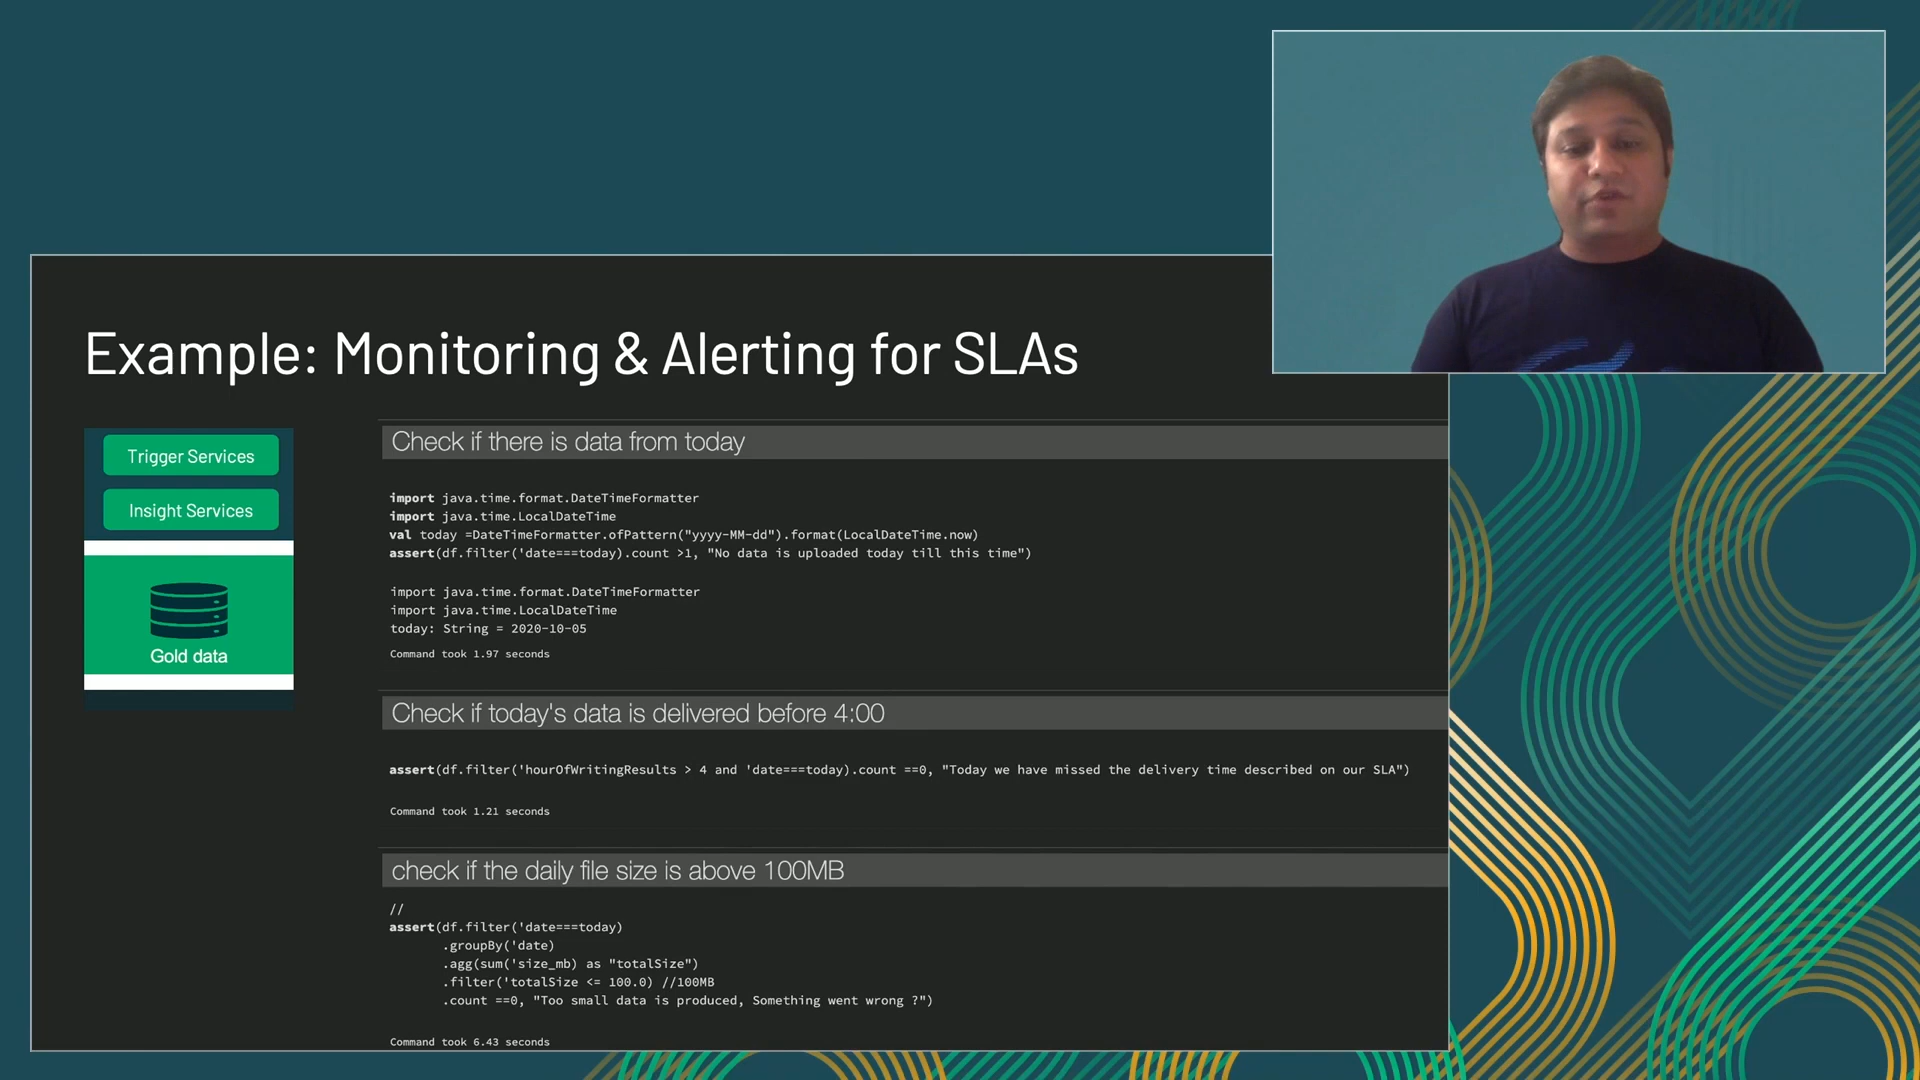 Example: Monitoring & Alerting for SLAs
Trigger Services
Insight Services
Gold data
Check if there is data from today
import java.time.format.DateTimeFormatter
import java.time.LocalDateTime
val today =DateTimeFormatter.ofPattern("yyyy-MM-dd").format(LocalDateTime.now)
assert(df.filter('date===today).count >1, "No data is uploaded today till this time")
import java.time.format.DateTimeFormatter
import java.time.LocalDateTime
today: String = 2020-10-05
Command took 1.97 seconds
Check if today's data is delivered before 4:00
assert(df.filter('hourOfWritingResults > 4 and 'date===today).count ==0, "Today we have missed the delivery time described on our SLA")
Command took 1.21 seconds
check if the daily file size is above 100MB
//
assert(df.filter('date===today)
.groupBy('date)
.agg(sum('size_mb) as "totalSize")
.filter('totalSize <= 100.0) //100MB
.count ==0, "Too small data is produced, Something went wrong ?")
Command took 6.43 seconds